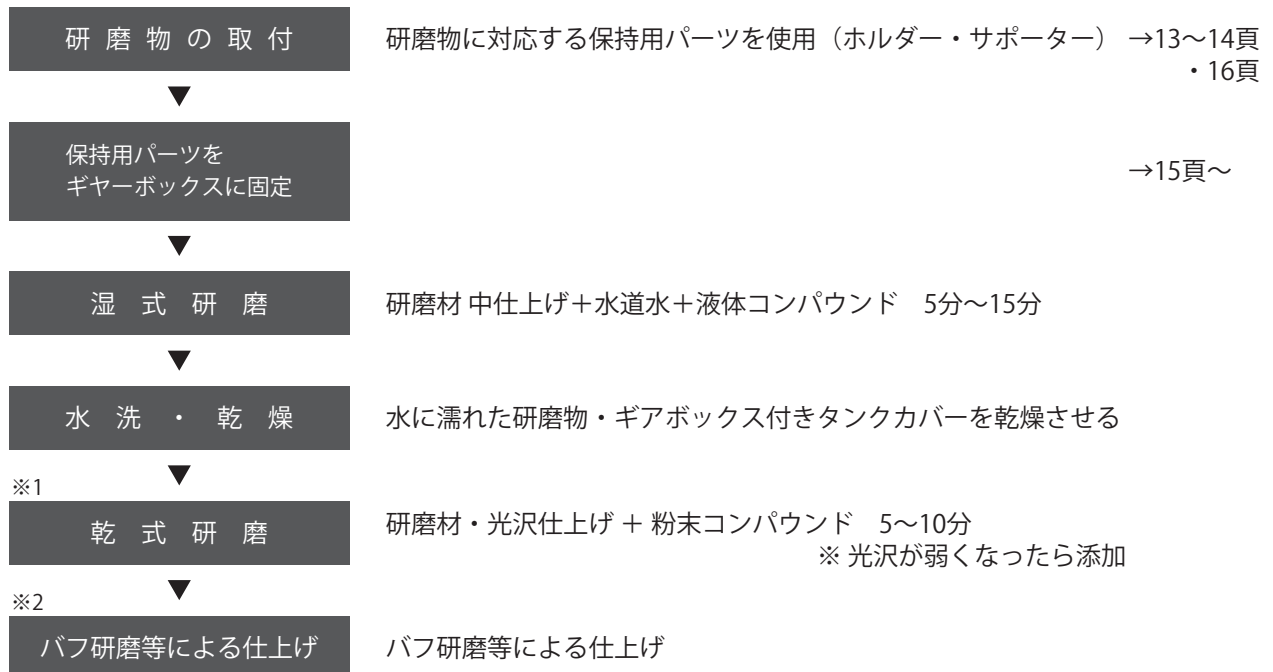 研磨物の取付
研磨物に対応する保持用パーツを使用（ホルダー・サポーター） →13～14頁
・16頁
▼
保持用パーツを
ギヤーボックスに固定
→15頁～
▼
湿式研磨
研磨材 中仕上げ＋水道水＋液体コンパウンド　5分～15分
▼
水洗・乾燥
水に濡れた研磨物・ギアボックス付きタンクカバーを乾燥させる
▼
※1
乾式研磨
研磨材・光沢仕上げ ＋ 粉末コンパウンド　5～10分
※ 光沢が弱くなったら添加
▼
※2
バフ研磨等による仕上げ
バフ研磨等による仕上げ